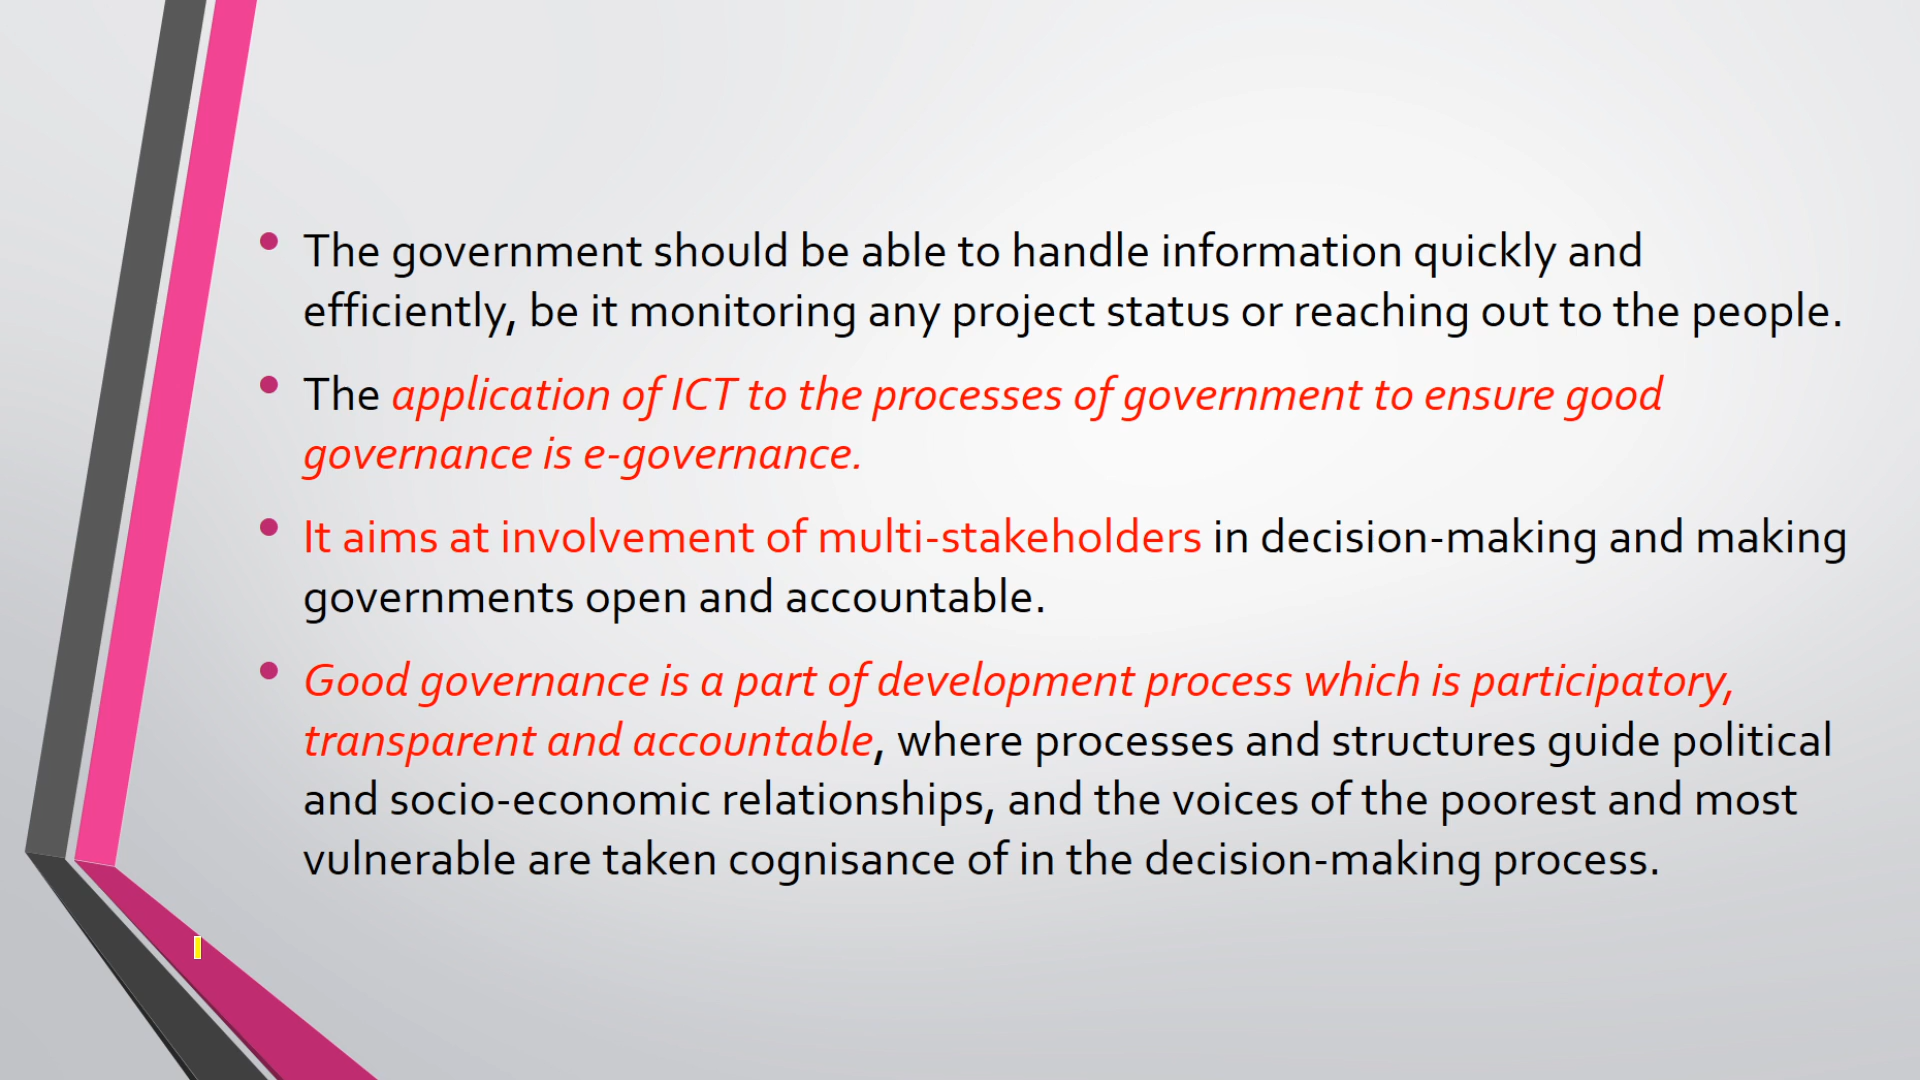 • The government should be able to handle information quickly and
efficiently, be it monitoring any project status or reaching out to the people.
• The application of ICT to the processes of government to ensure good
governance is e-governance.
• It aims at involvement of multi-stakeholders in decision-making and making
governments open and accountable.
• Good governance is a part of development process which is participatory,
transparent and accountable, where processes and structures guide political
and socio-economic relationships, and the voices of the poorest and most
vulnerable are taken cognisance of in the decision-making process.